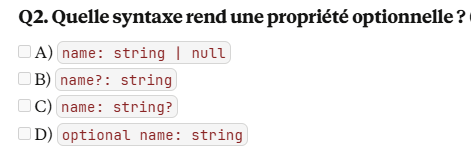 Q2. Quelle syntaxe rend une propriété optionnelle ?
A) name: string | null
B) name?: string
C) name: string?
D) optional name: string